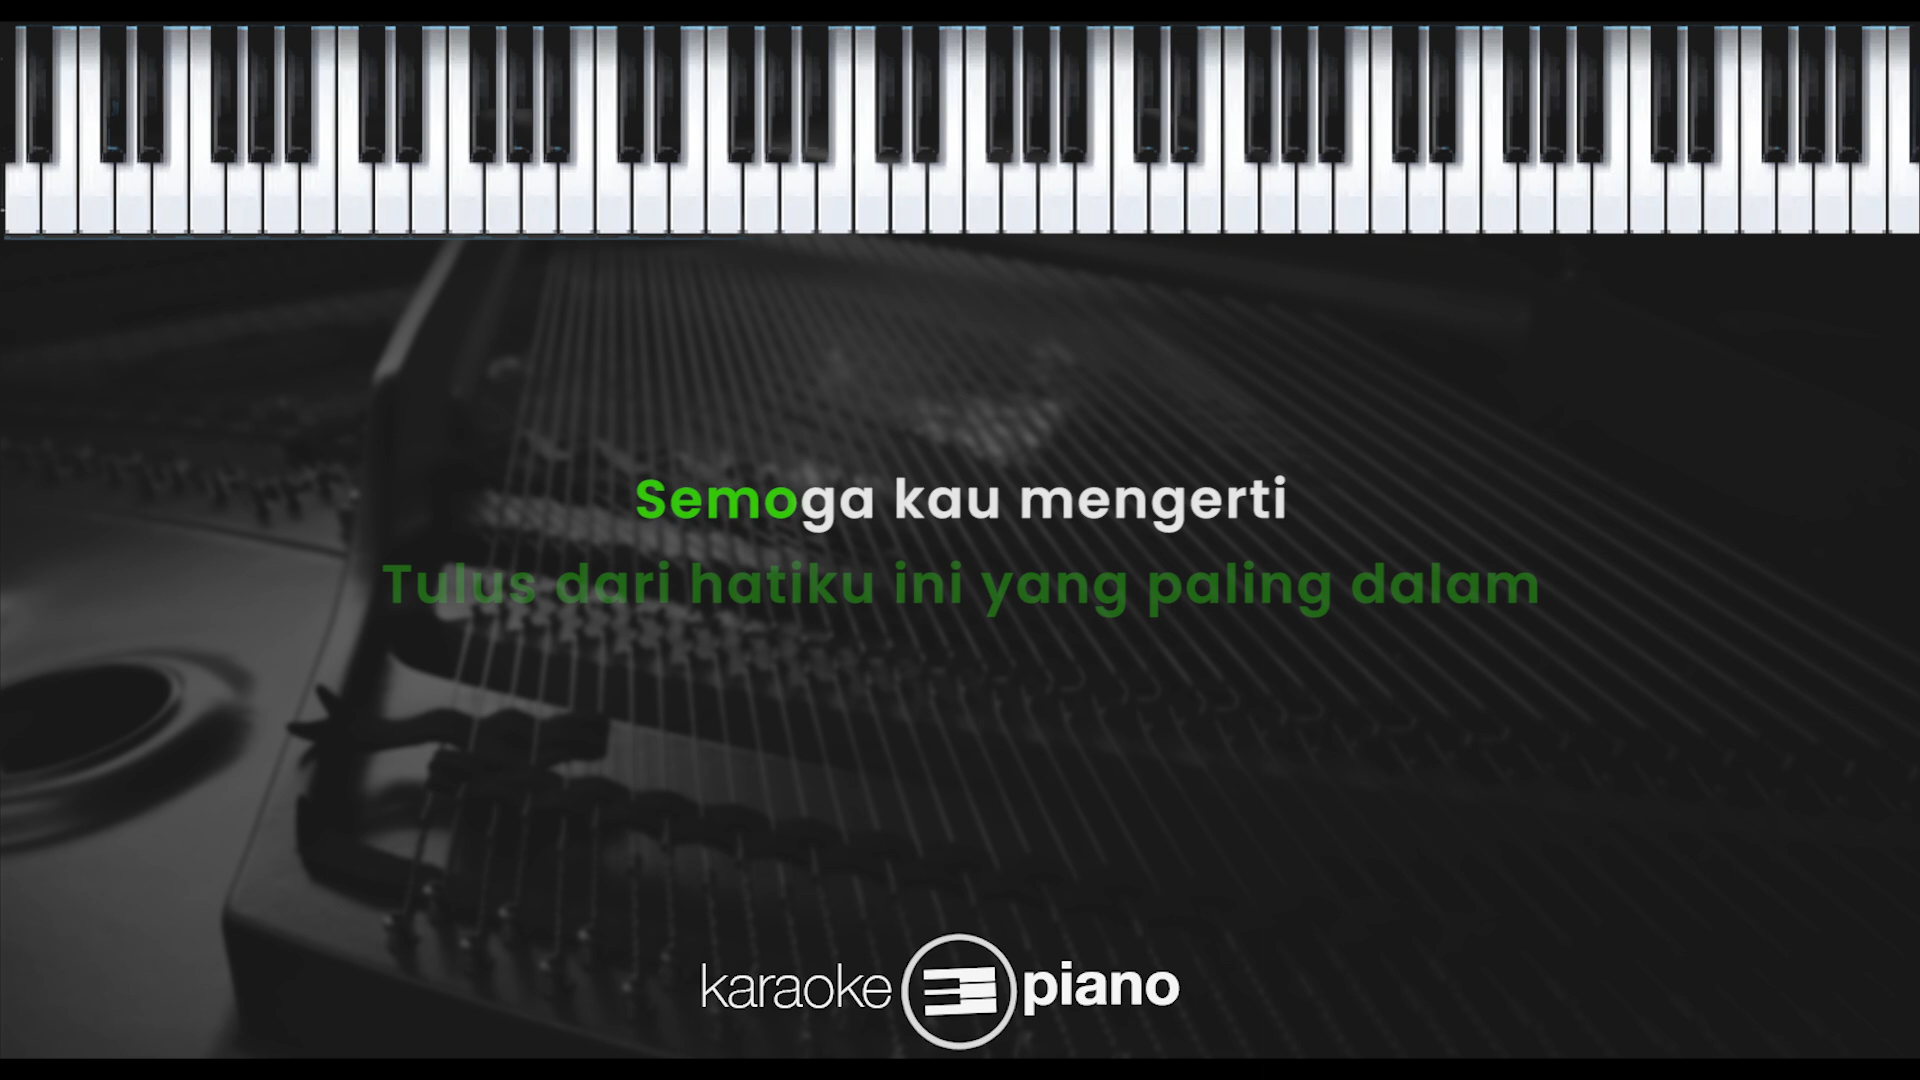 Semoga kau mengerti
Tulus dari hatiku ini yang paling dalam
karaoke piano